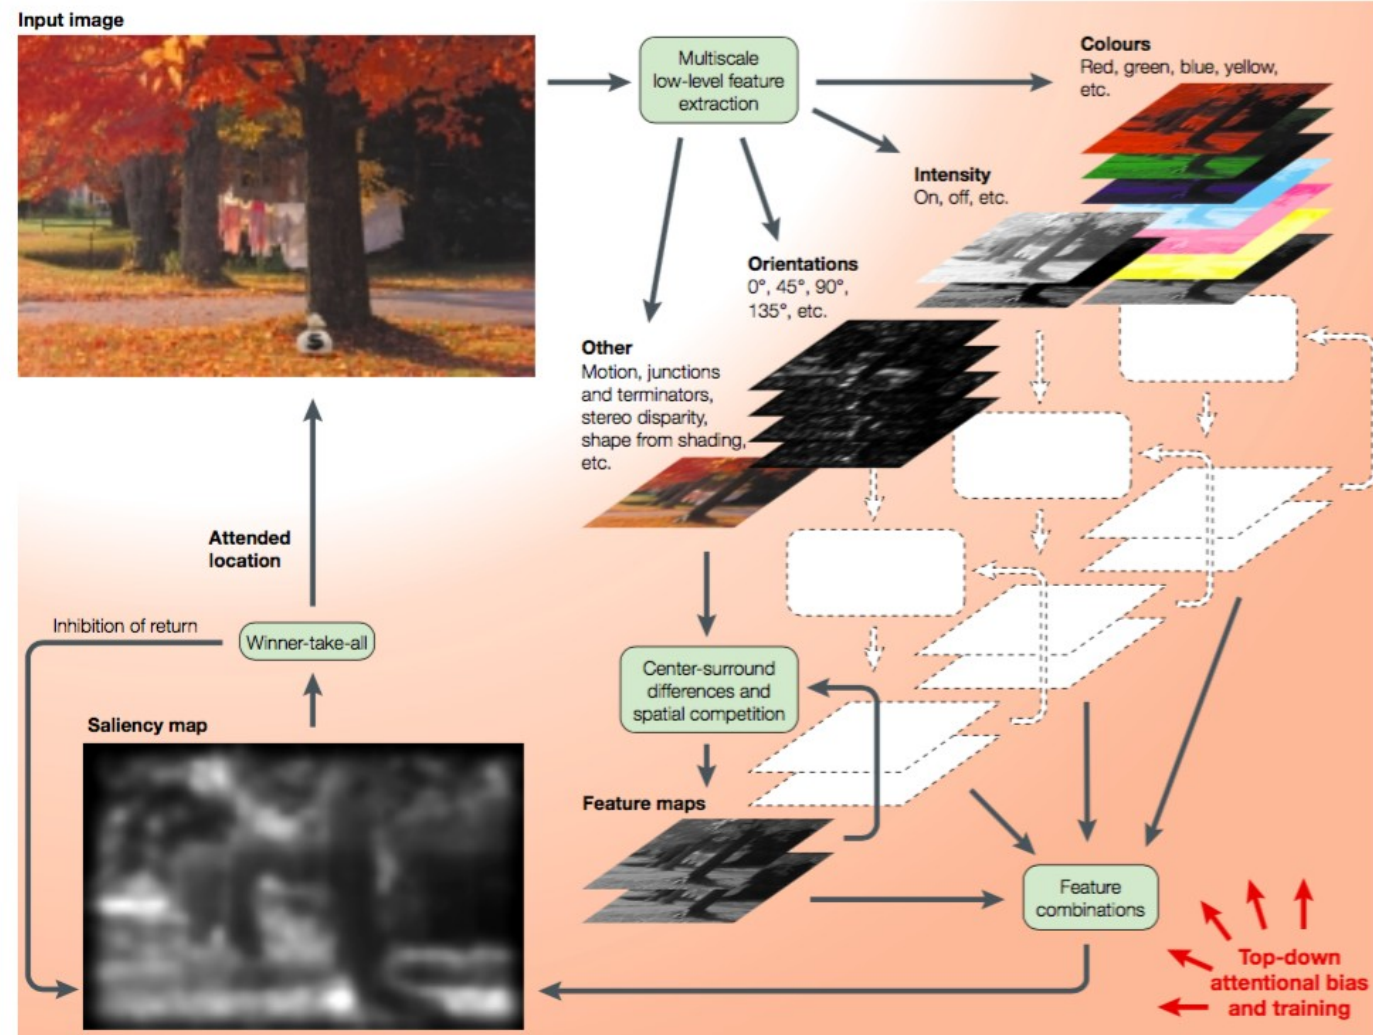 Input image
Multiscale
low-level feature
extraction
Colours
Red, green, blue, yellow,
etc.
Intensity
On, off, etc.
Orientations
0°, 45°, 90°,
135°, etc.
Other
Motion, junctions
and terminators,
stereo disparity,
shape from shading,
etc.
S
Attended
location
Inhibition of return
Winner-take-all
Center-surround
differences and
spatial competition
Saliency map
Feature maps
Feature
combinations
Top-down
attentional bias
and training